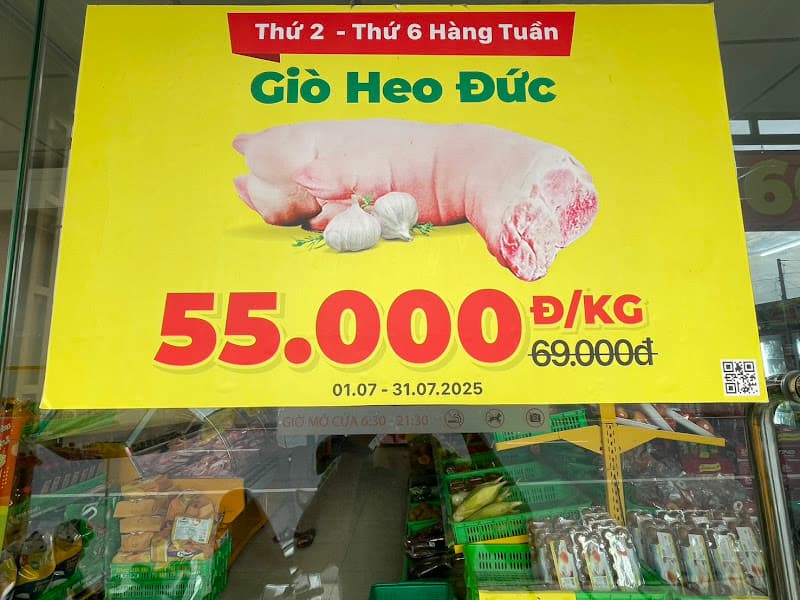 Thứ 2 - Thứ 6 Hàng Tuần
Giò Heo Đức
55.000 Đ/KG
69.000đ
01.07 - 31.07.2025
GIỜ MỞ CỬA 6:30 - 21:30